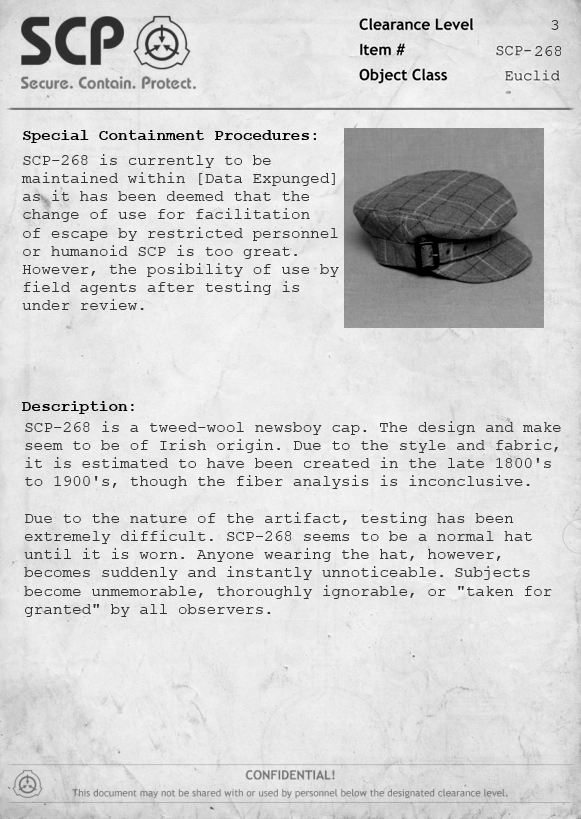 SCP
Secure. Contain. Protect.
Clearance Level 3
Item # SCP-268
Object Class Euclid
Special Containment Procedures:
SCP-268 is currently to be
maintained within [Data Expunged]
as it has been deemed that the
change of use for facilitation
of escape by restricted personnel
or humanoid SCP is too great.
However, the posibility of use by
field agents after testing is
under review.
Description:
SCP-268 is a tweed-wool newsboy cap. The design and make
seem to be of Irish origin. Due to the style and fabric,
it is estimated to have been created in the late 1800's
to 1900's, though the fiber analysis is inconclusive.
Due to the nature of the artifact, testing has been
extremely difficult. SCP-268 seems to be a normal hat
until it is worn. Anyone wearing the hat, however,
becomes suddenly and instantly unnoticeable. Subjects
become unmemorable, thoroughly ignorable, or "taken for
granted" by all observers.
CONFIDENTIAL!
This document may not be shared with or used by personnel below the designated clearance level.